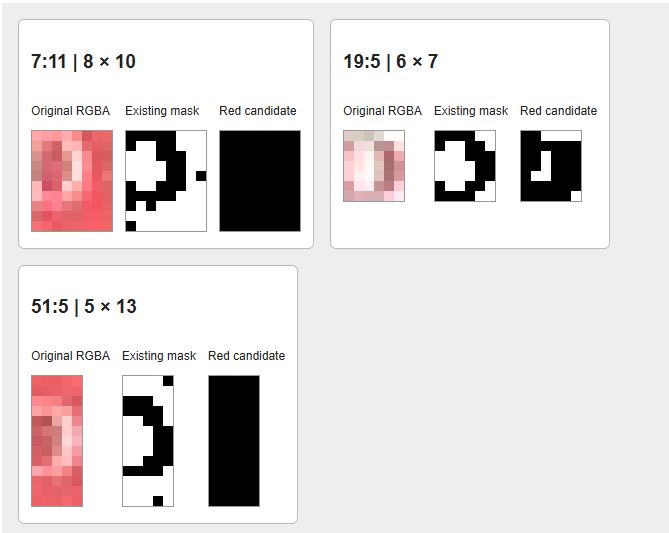 7:11 | 8 × 10
Original RGBA Existing mask Red candidate
19:5 | 6 × 7
Original RGBA Existing mask Red candidate
51:5 | 5 × 13
Original RGBA Existing mask Red candidate